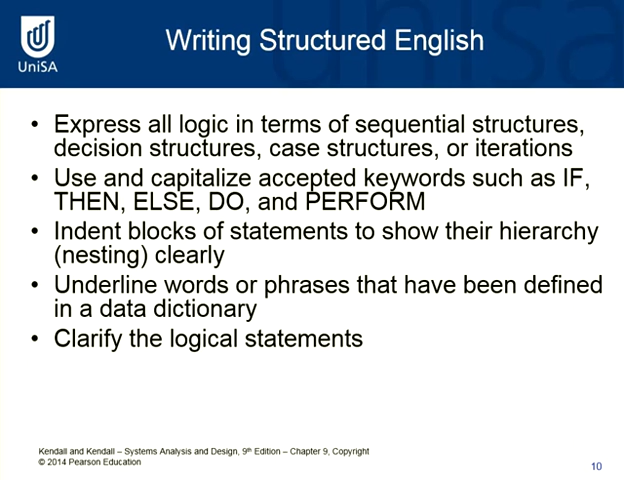 Writing Structured English
UniSA
• Express all logic in terms of sequential structures,
decision structures, case structures, or iterations
• Use and capitalize accepted keywords such as IF,
THEN, ELSE, DO, and PERFORM
• Indent blocks of statements to show their hierarchy
(nesting) clearly
• Underline words or phrases that have been defined
in a data dictionary
• Clarify the logical statements
Kendall and Kendall – Systems Analysis and Design, 9th Edition – Chapter 9, Copyright
© 2014 Pearson Education
10